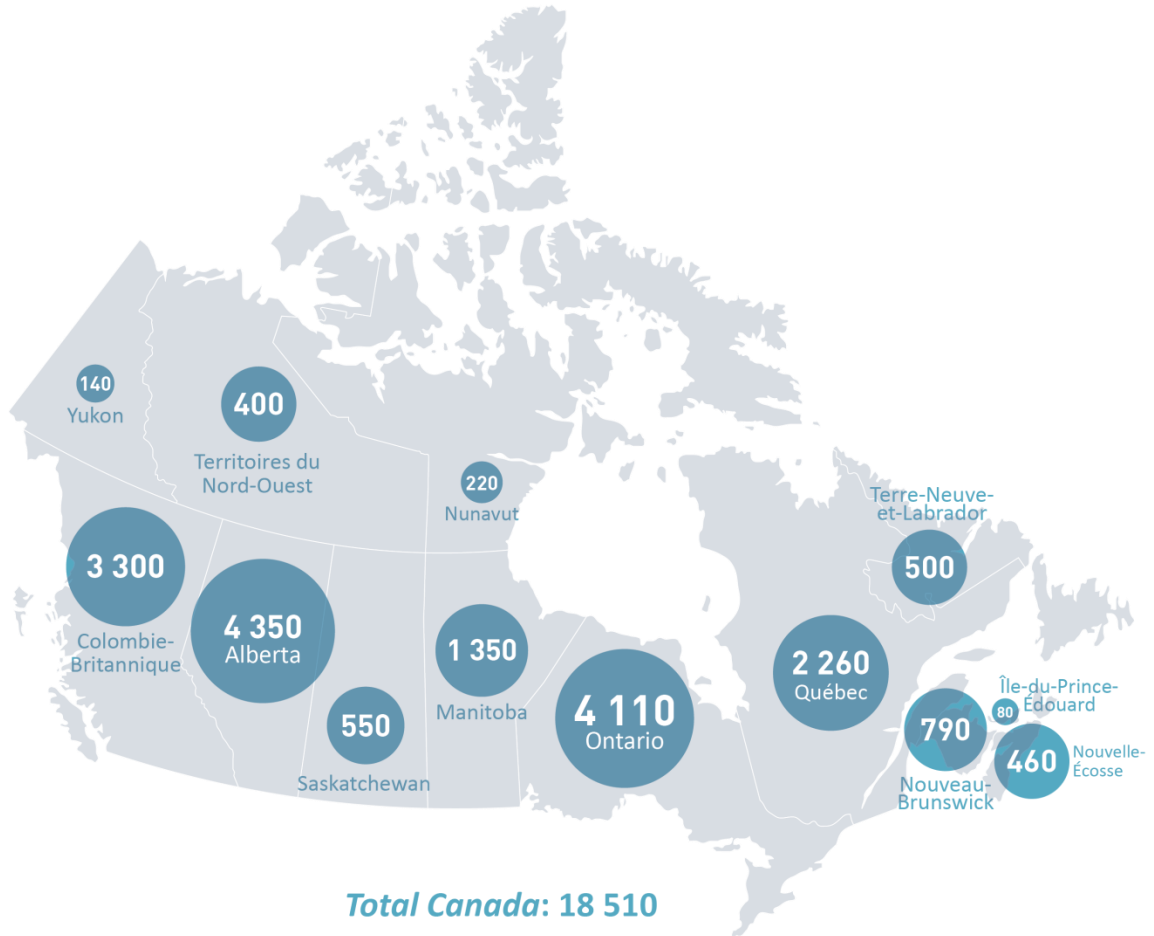 140
Yukon
400
Territoires du
Nord-Ouest
220
Nunavut
3 300
Colombie-
Britannique
4 350
Alberta
550
Saskatchewan
1 350
Manitoba
4 110
Ontario
2 260
Québec
Terre-Neuve-
et-Labrador
500
790
Nouveau-
Brunswick
Île-du-Prince-
Édouard
80
460
Nouvelle-
Écosse
Total Canada: 18 510